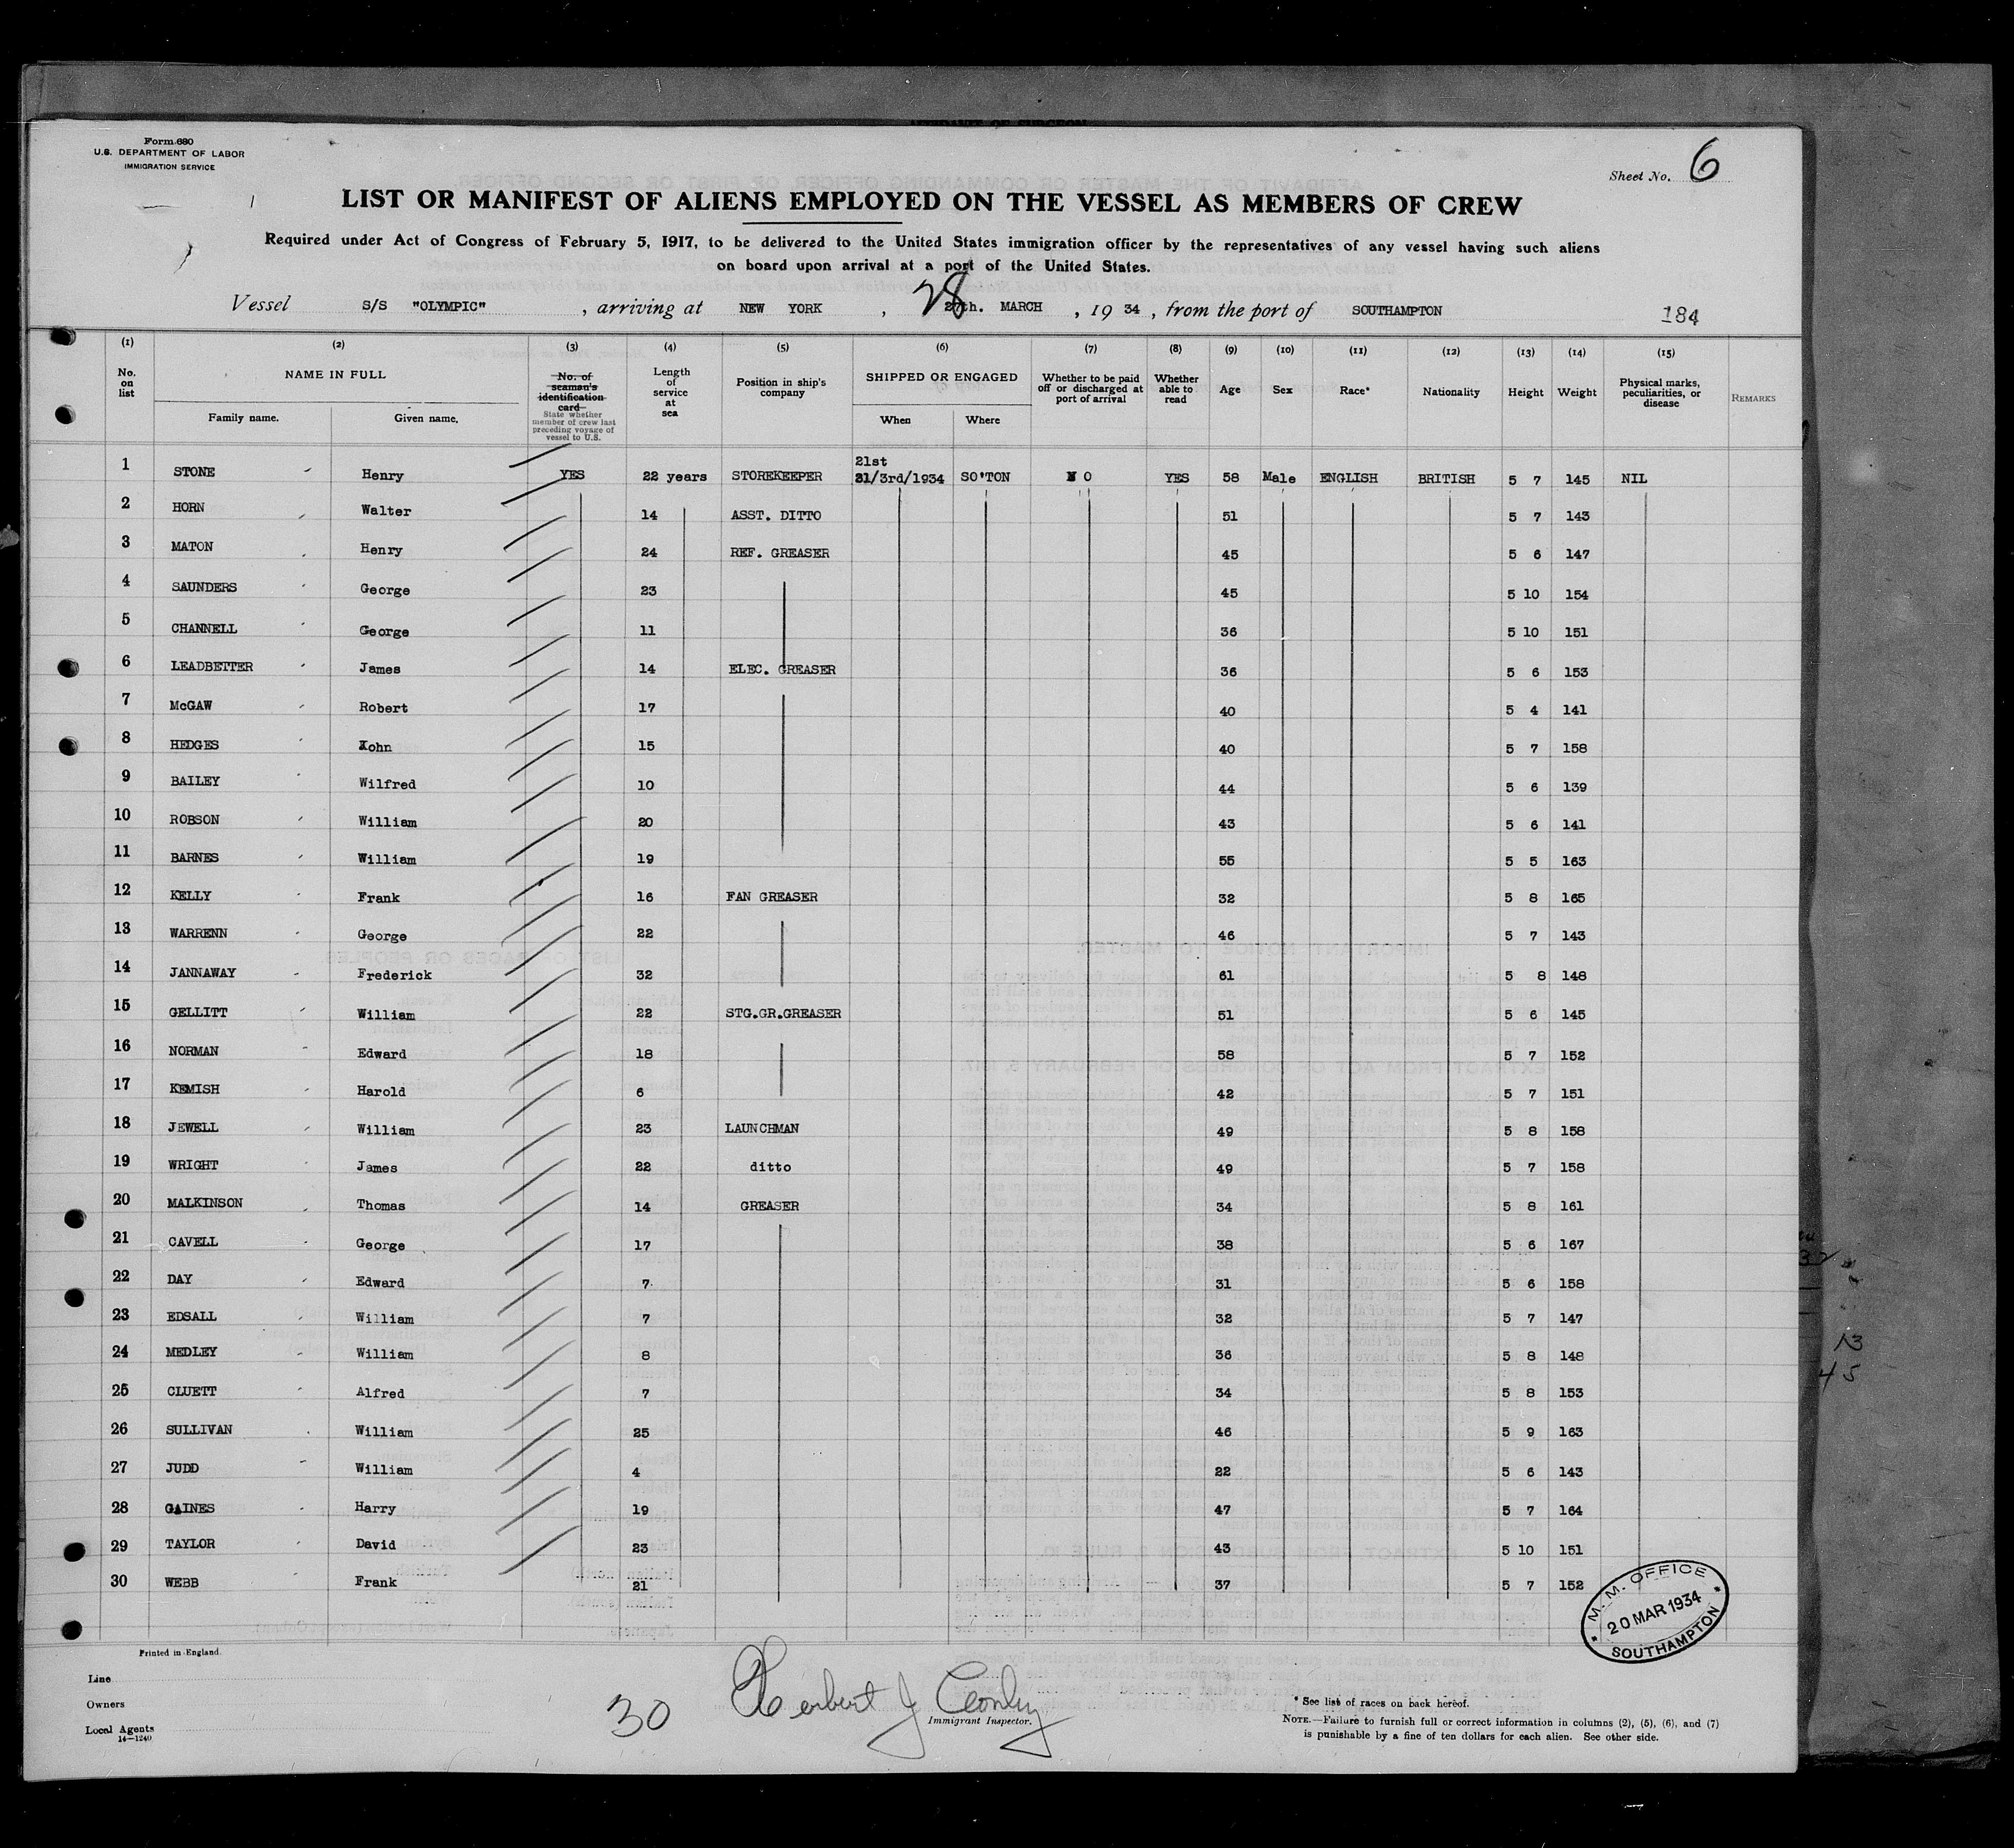 Form 680
U.S. DEPARTMENT OF LABOR
IMMIGRATION SERVICE
Sheet No. 6
LIST OR MANIFEST OF ALIENS EMPLOYED ON THE VESSEL AS MEMBERS OF CREW
Required under Act of Congress of February 5, 1917, to be delivered to the United States immigration officer by the representatives of any vessel having such aliens
on board upon arrival at a port of the United States.
Vessel S/S "OLYMPIC", arriving at NEW YORK, 28 27th. MARCH, 19 34, from the port of SOUTHAMPTON 184
(1) (2) (3) (4) (5) (6) (7) (8) (9) (10) (11) (12) (13) (14) (15)
No. on list NAME IN FULL Family name. Given name. No. of seaman's identification card State whether member of crew last preceding voyage of vessel to U.S. Length of service at sea Position in ship's company SHIPPED OR ENGAGED When Where Whether to be paid off or discharged at port of arrival Whether able to read Age Sex Race* Nationality Height Weight Physical marks, peculiarities, or disease REMARKS
21st
1 STONE Henry YES 22 years STOREKEEPER 21/3rd/1934 SO'TON N O YES 58 Male ENGLISH BRITISH 5 7 145 NIL
2 HORN Walter 14 ASST. DITTO 51 5 7 143
3 MATON Henry 24 REF. GREASER 45 5 6 147
4 SAUNDERS George 23 45 5 10 154
5 CHANNELL George 11 36 5 10 151
6 LEADBETTER James 14 ELEC. GREASER 36 5 6 153
7 McGAW Robert 17 40 5 4 141
8 HEDGES John 15 40 5 7 158
9 BAILEY Wilfred 10 44 5 6 139
10 ROBSON William 20 43 5 6 141
11 BARNES William 19 55 5 5 163
12 KELLY Frank 16 FAN GREASER 32 5 8 165
13 WARRENN George 22 46 5 7 143
14 JANNAWAY Frederick 32 61 5 8 148
15 GELLITT William 22 STG.GR.GREASER 51 5 6 145
16 NORMAN Edward 18 58 5 7 152
17 KEMISH Harold 6 42 5 7 151
18 JEWELL William 23 LAUNCHMAN 49 5 8 158
19 WRIGHT James 22 ditto 49 5 7 158
20 MALKINSON Thomas 14 GREASER 34 5 8 161
21 CAVELL George 17 38 5 6 167
22 DAY Edward 7 31 5 6 158
23 EDSALL William 7 32 5 7 147
24 MEDLEY William 8 36 5 8 148
25 CLUETT Alfred 7 34 5 8 153
26 SULLIVAN William 25 46 5 9 163
27 JUDD William 4 22 5 6 143
28 GAINES Harry 19 47 5 7 164
29 TAYLOR David 23 43 5 10 151
30 WEBB Frank 21 37 5 7 152
M. M. OFFICE
20 MAR 1934
SOUTHAMPTON
Printed in England.
Line
Owners
Local Agents
14—1240
30
Herbert J
Immigrant Inspector.
* See list of races on back hereof.
NOTE.—Failure to furnish full or correct information in columns (2), (5), (6), and (7)
is punishable by a fine of ten dollars for each alien. See other side.
13
45